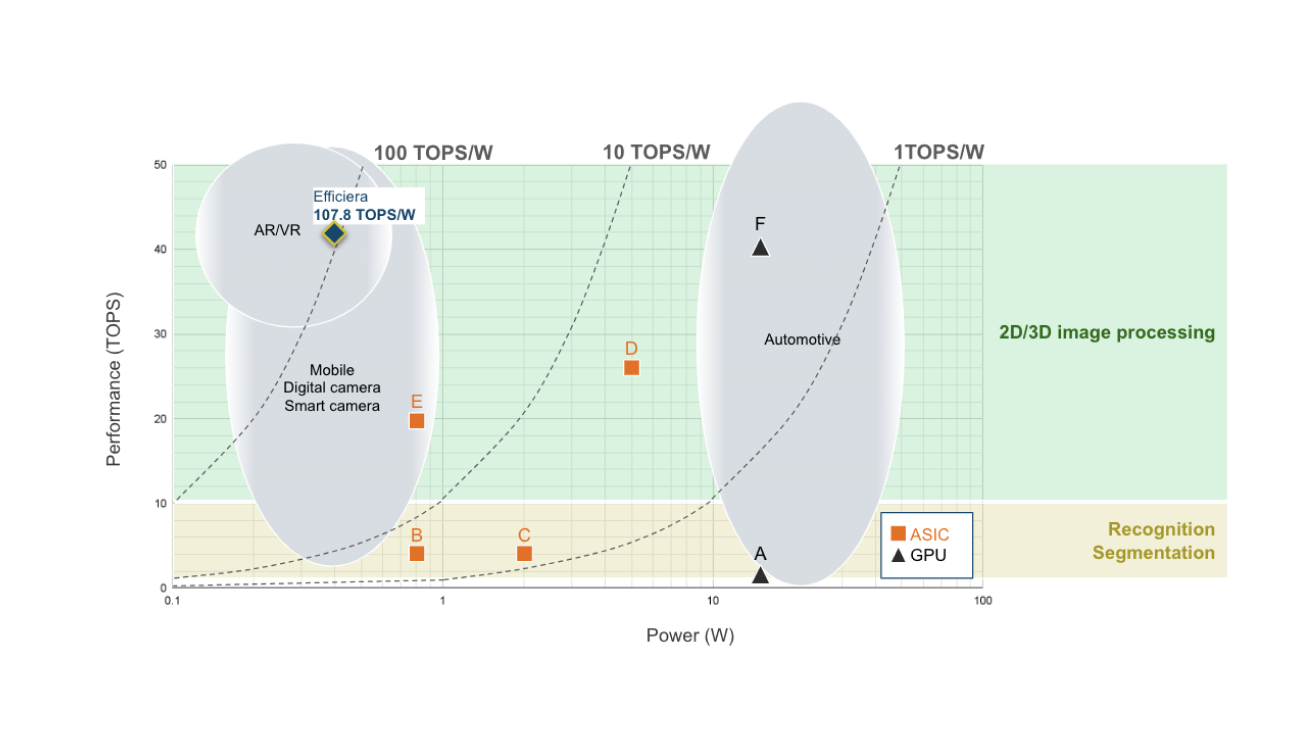 100 TOPS/W
10 TOPS/W
1TOPS/W
50
40
30
20
10
0
Performance (TOPS)
Efficiera
107.8 TOPS/W
AR/VR
Mobile
Digital camera
Smart camera
E
B
C
D
F
Automotive
A
2D/3D image processing
Recognition
Segmentation
ASIC
GPU
0.1
1
10
100
Power (W)